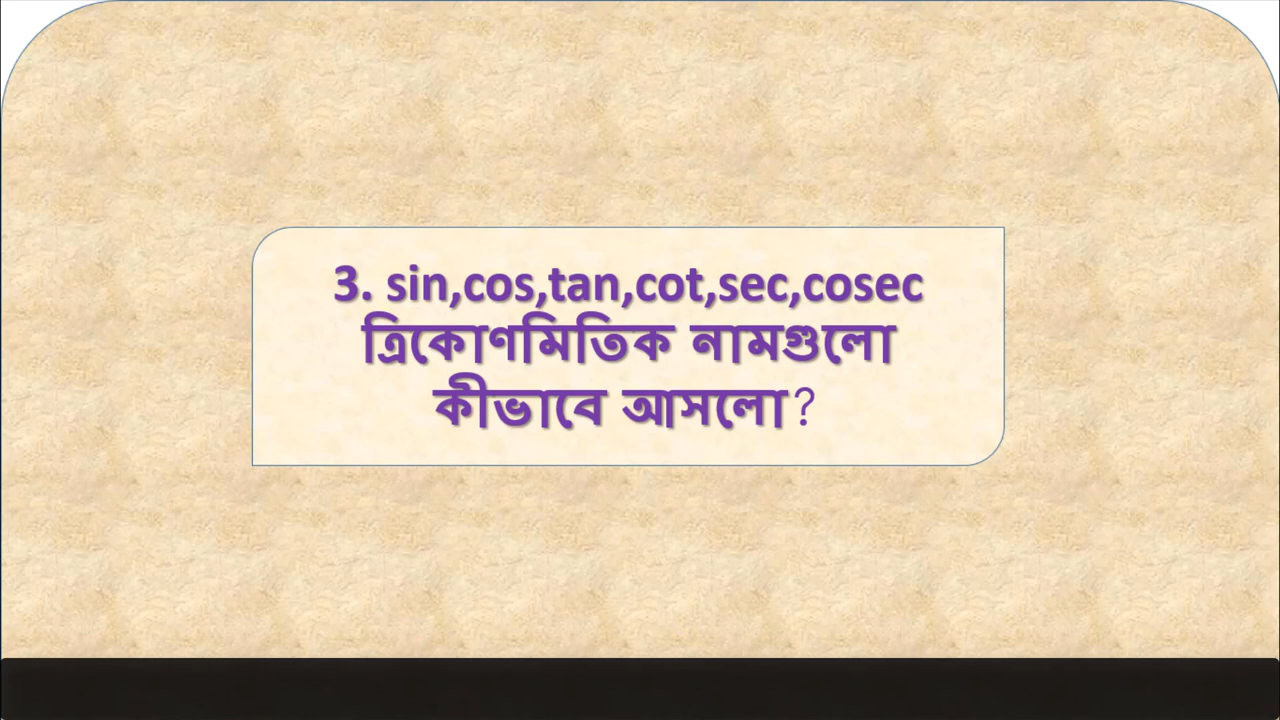 3. sin,cos,tan,cot,sec,cosec
ত্রিকোণমিতিক নামগুলো
কীভাবে আসলো?